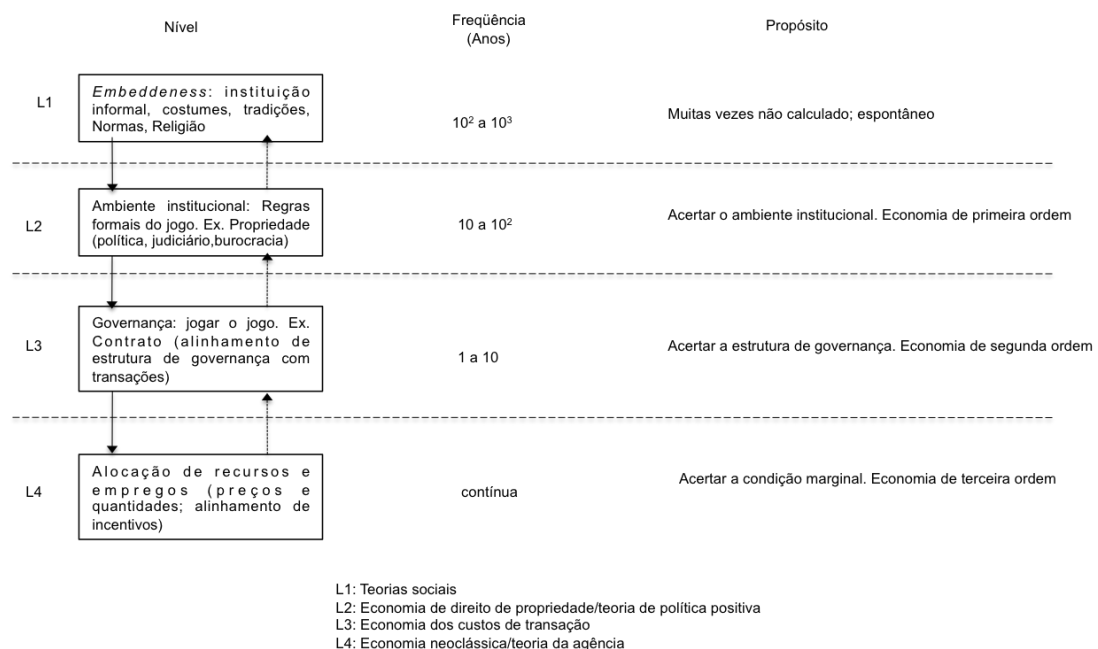 Nível
Freqüência
(Anos)
Propósito
L1
Embeddeness: instituição
informal, costumes, tradições,
Normas, Religião
10² a 10³
Muitas vezes não calculado; espontâneo
L2
Ambiente institucional: Regras
formais do jogo. Ex. Propriedade
(política, judiciário,burocracia)
10 a 10²
Acertar o ambiente institucional. Economia de primeira ordem
L3
Governança: jogar o jogo. Ex.
Contrato (alinhamento de
estrutura de governança com
transações)
1 a 10
Acertar a estrutura de governança. Economia de segunda ordem
L4
Alocação de recursos e
empregos (preços e
quantidades; alinhamento de
incentivos)
contínua
Acertar a condição marginal. Economia de terceira ordem
L1: Teorias sociais
L2: Economia de direito de propriedade/teoria de política positiva
L3: Economia dos custos de transação
L4: Economia neoclássica/teoria da agência